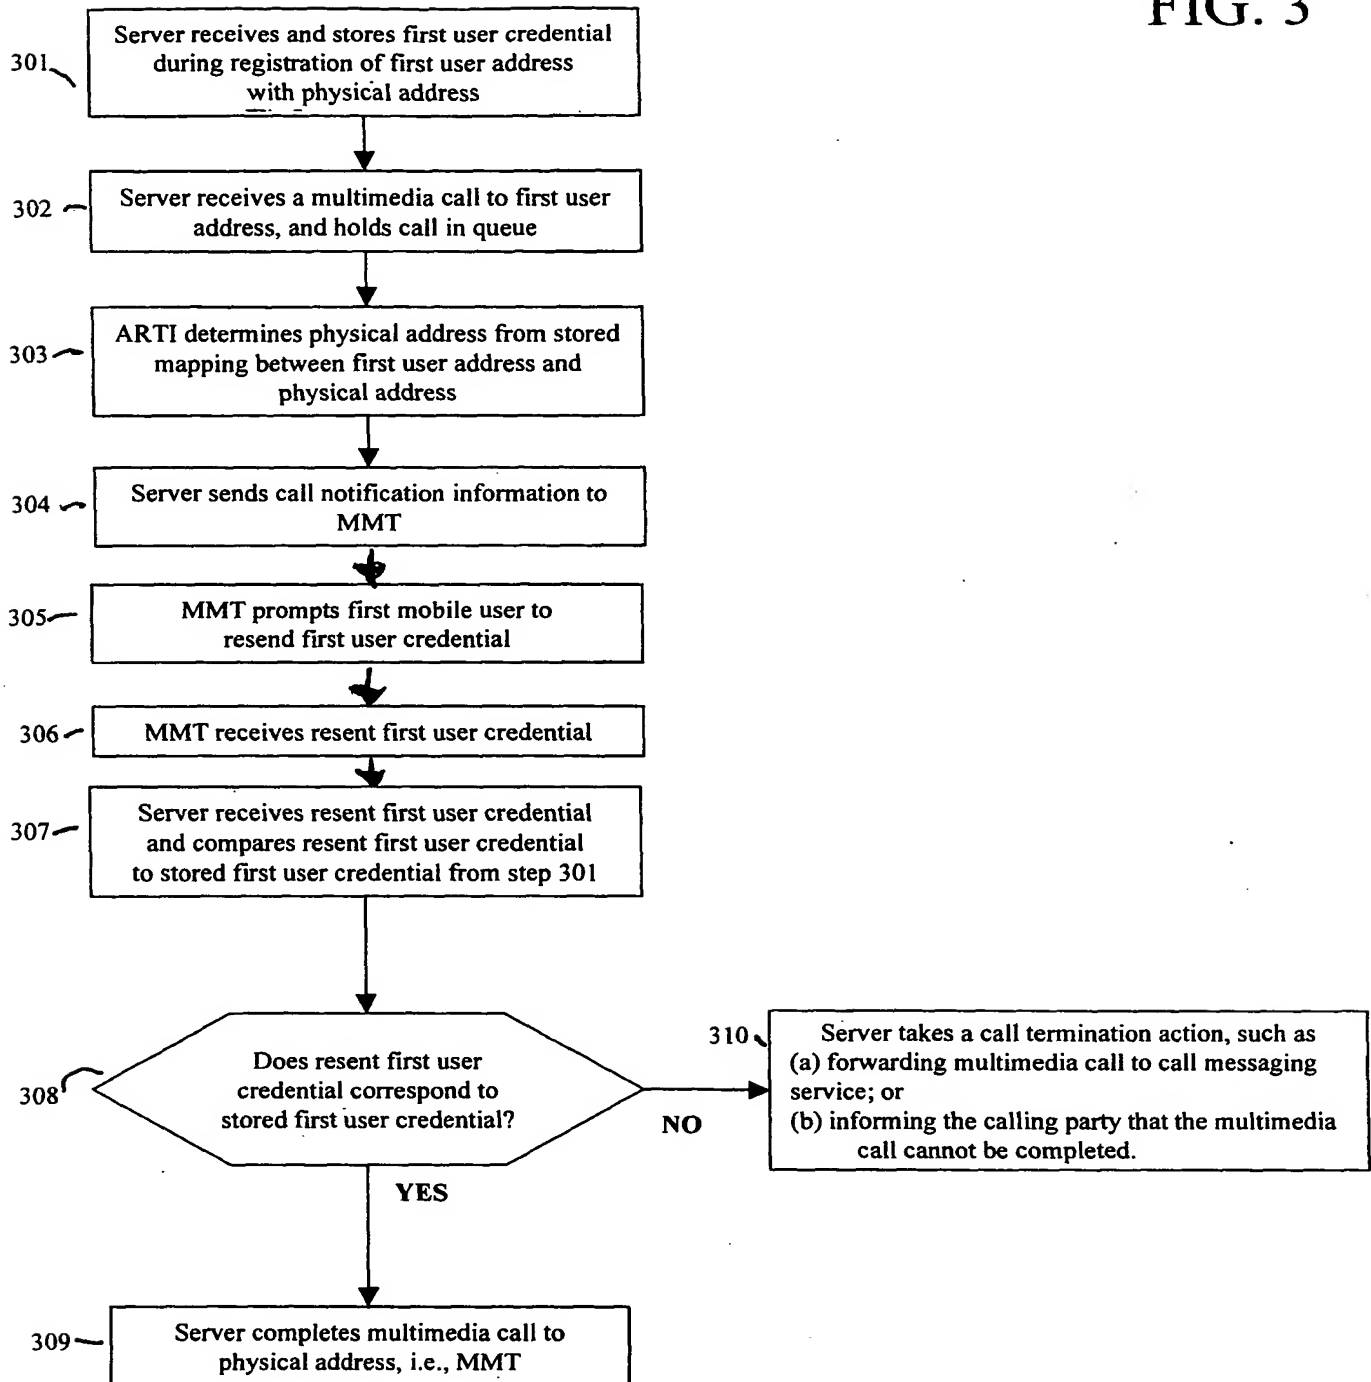 FIG. 3
301
Server receives and stores first user credential
during registration of first user address
with physical address
302
Server receives a multimedia call to first user
address, and holds call in queue
303
ARTI determines physical address from stored
mapping between first user address and
physical address
304
Server sends call notification information to
MMT
305
MMT prompts first mobile user to
resend first user credential
306
MMT receives resent first user credential
307
Server receives resent first user credential
and compares resent first user credential
to stored first user credential from step 301
308
Does resent first user
credential correspond to
stored first user credential?
NO
310
Server takes a call termination action, such as
(a) forwarding multimedia call to call messaging
service; or
(b) informing the calling party that the multimedia
call cannot be completed.
YES
309
Server completes multimedia call to
physical address, i.e., MMT